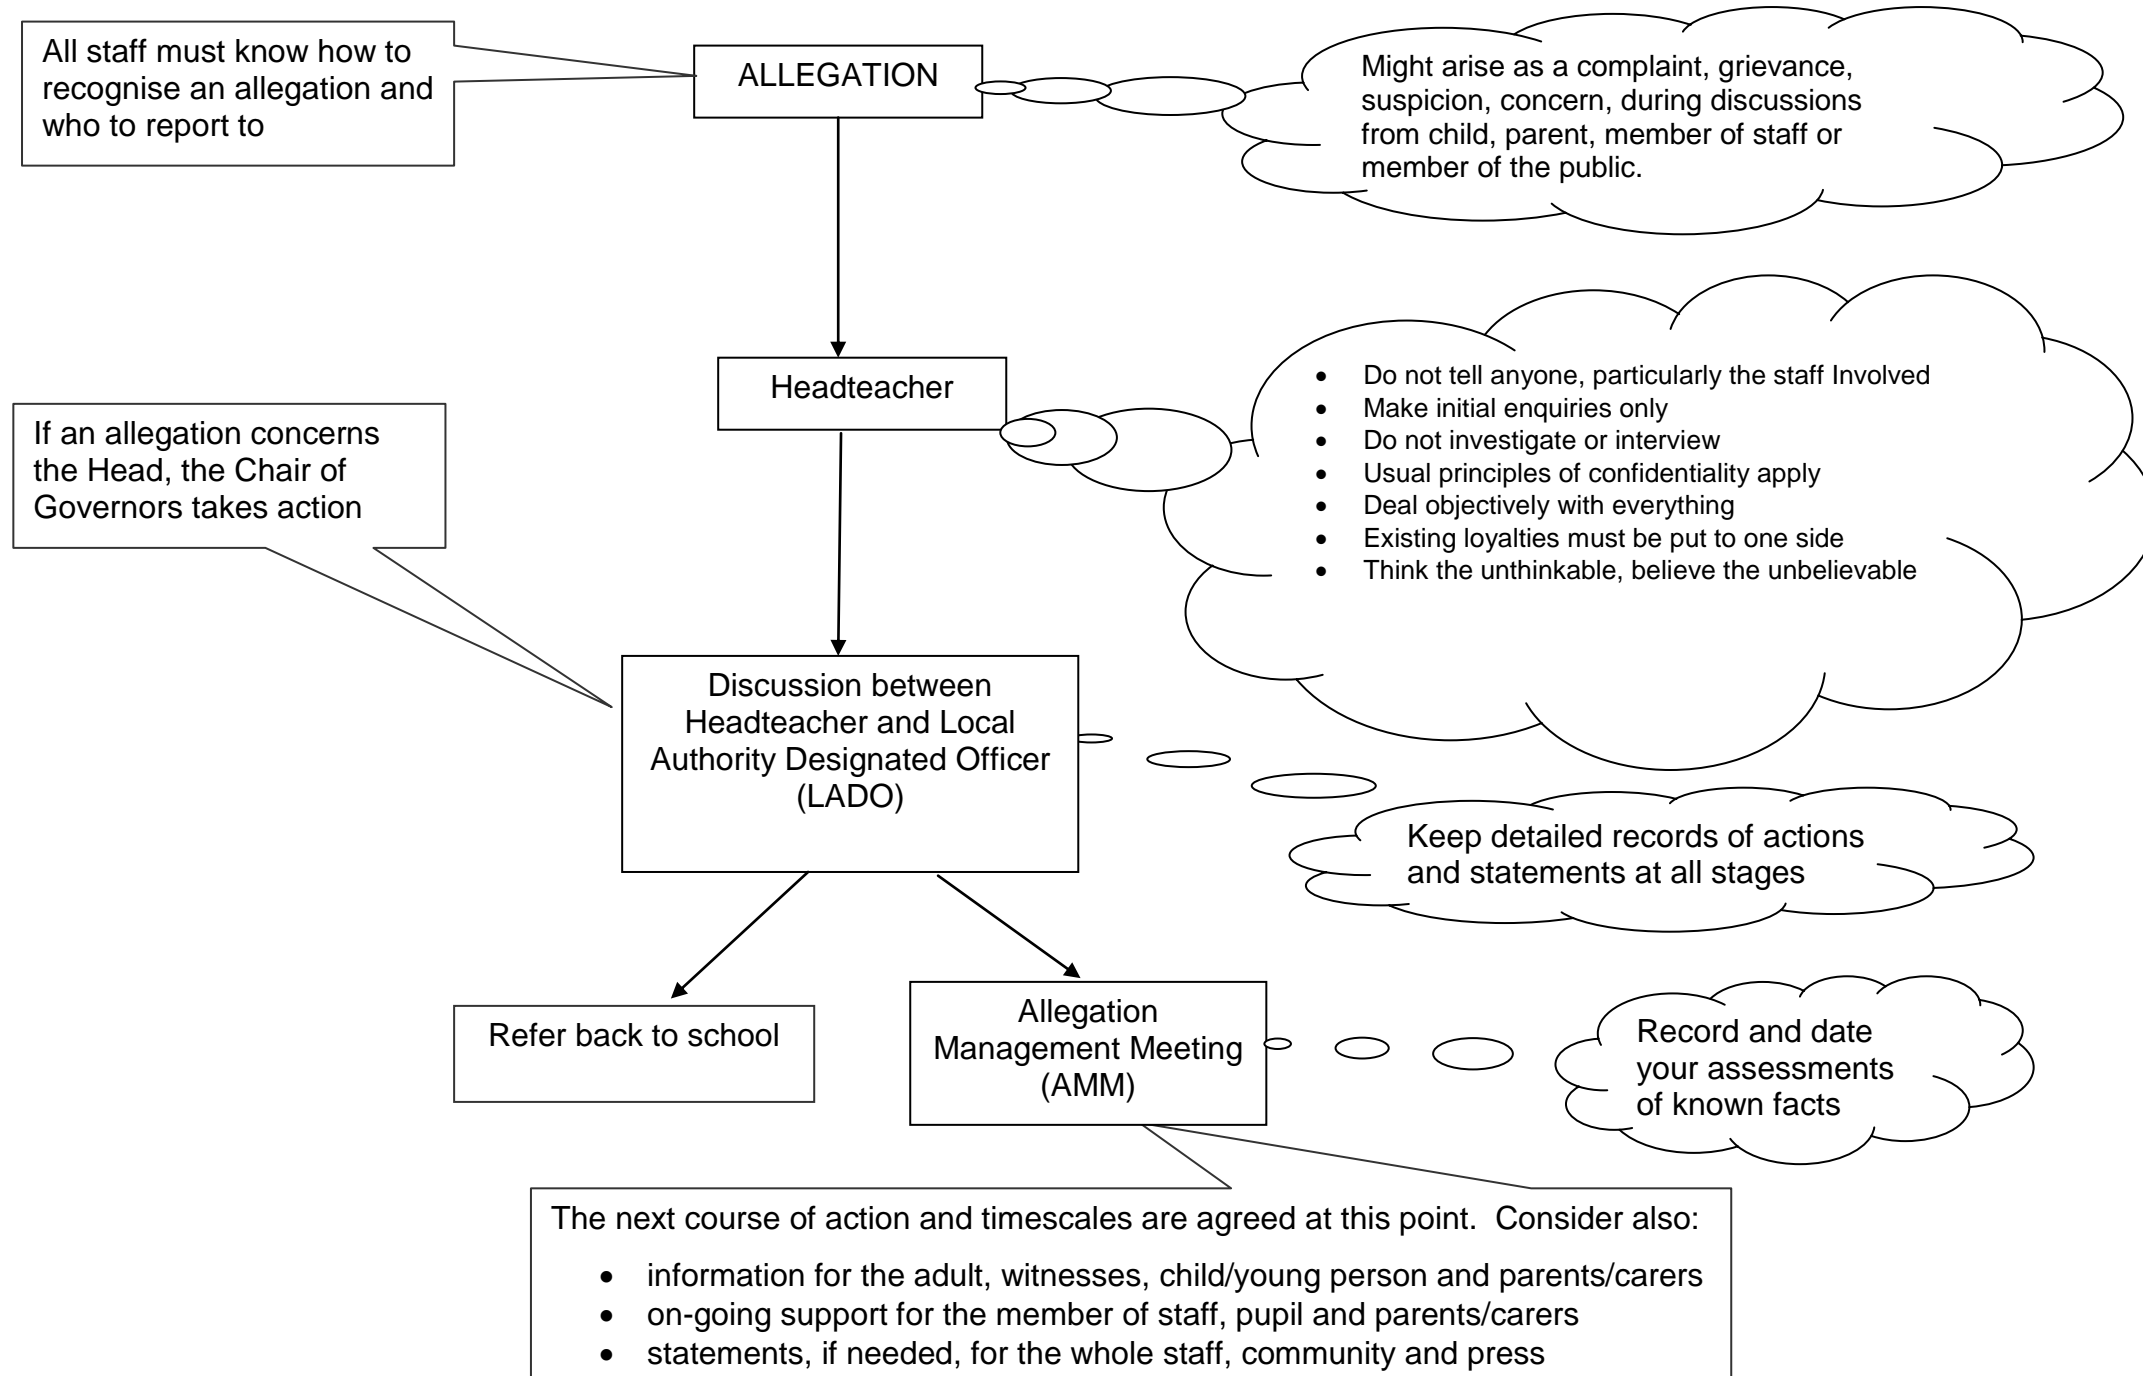 All staff must know how to
recognise an allegation and
who to report to
ALLEGATION
Might arise as a complaint, grievance,
suspicion, concern, during discussions
from child, parent, member of staff or
member of the public.
Headteacher
• Do not tell anyone, particularly the staff Involved
• Make initial enquiries only
• Do not investigate or interview
• Usual principles of confidentiality apply
• Deal objectively with everything
• Existing loyalties must be put to one side
• Think the unthinkable, believe the unbelievable
If an allegation concerns
the Head, the Chair of
Governors takes action
Discussion between
Headteacher and Local
Authority Designated Officer
(LADO)
Keep detailed records of actions
and statements at all stages
Refer back to school
Allegation
Management Meeting
(AMM)
Record and date
your assessments
of known facts
The next course of action and timescales are agreed at this point.  Consider also:
• information for the adult, witnesses, child/young person and parents/carers
• on-going support for the member of staff, pupil and parents/carers
• statements, if needed, for the whole staff, community and press